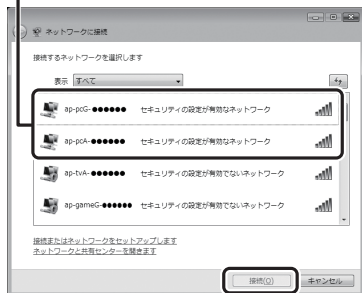 ネットワークに接続
接続するネットワークを選択します
表示 すべて
ap-pcG-●●●●●● セキュリティの設定が有効なネットワーク
ap-pcA-●●●●●● セキュリティの設定が有効なネットワーク
ap-tvA-●●●●●● セキュリティの設定が有効でないネットワーク
ap-gameG-●●●●●● セキュリティの設定が有効でないネットワーク
接続またはネットワークをセットアップします
ネットワークと共有センターを開きます
接続(O) キャンセル